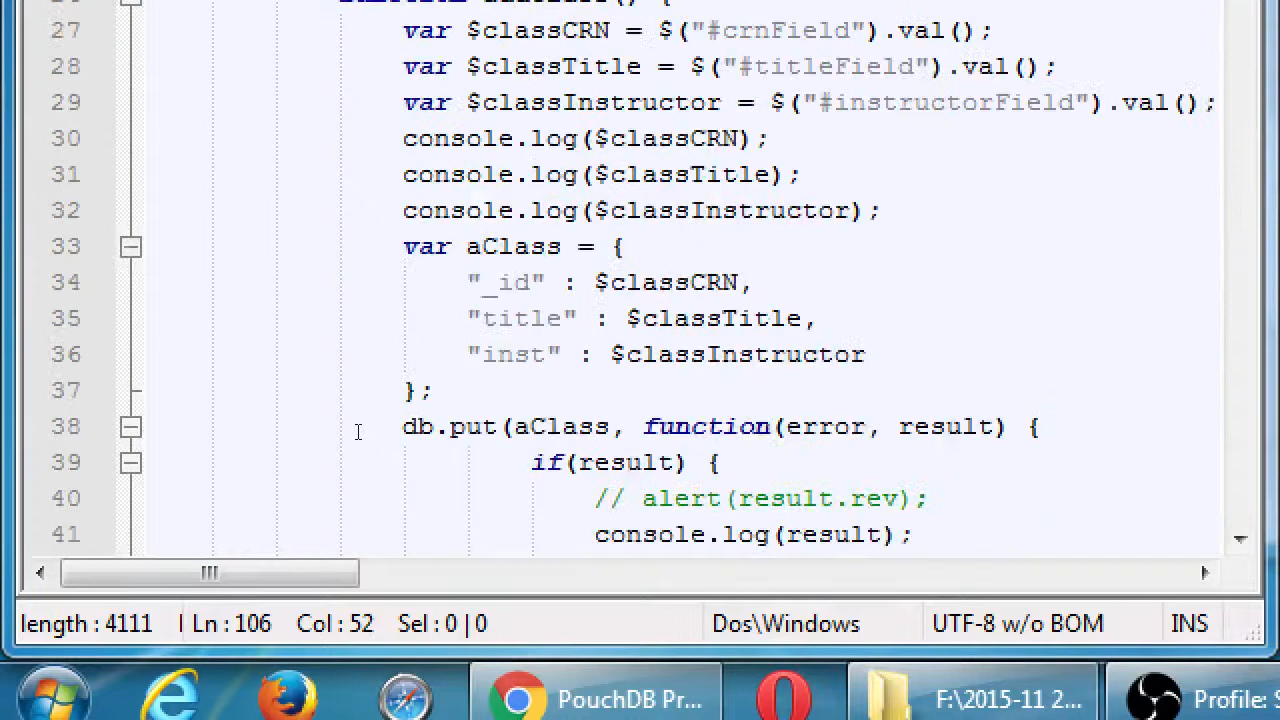 27 var $classCRN = $("#crnField").val();
28 var $classTitle = $("#titleField").val();
29 var $classInstructor = $("#instructorField").val();
30 console.log($classCRN);
31 console.log($classTitle);
32 console.log($classInstructor);
33 var aClass = {
34 "_id" : $classCRN,
35 "title" : $classTitle,
36 "inst" : $classInstructor
37 };
38 db.put(aClass, function(error, result) {
39 if(result) {
40 // alert(result.rev);
41 console.log(result);
length : 4111 l Ln : 106 Col : 52 Sel : 0 | 0 Dos\Windows UTF-8 w/o BOM INS
PouchDB Pr... F:\2015-11 2... Profile: S